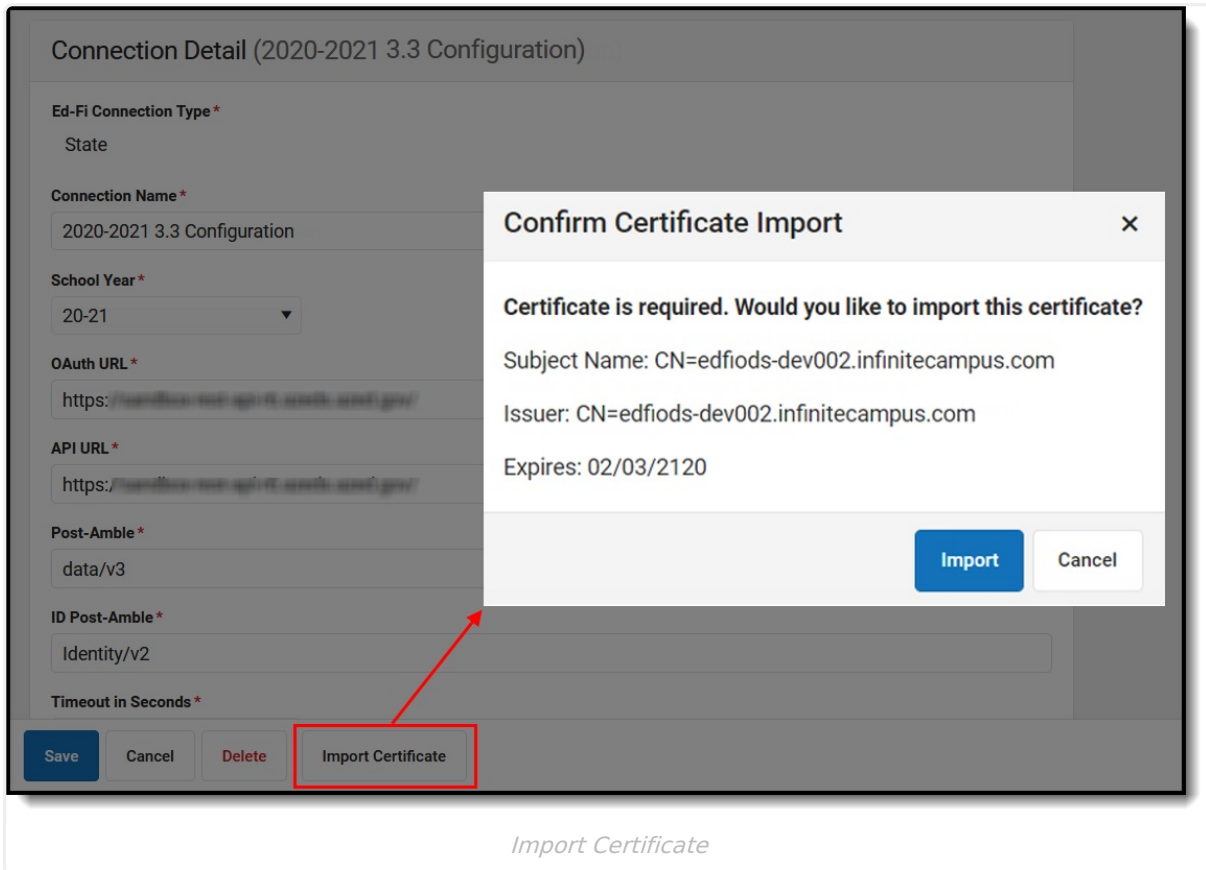 Connection Detail (2020-2021 3.3 Configuration)
Ed-Fi Connection Type*
State
Connection Name*
2020-2021 3.3 Configuration
School Year*
20-21
OAuth URL*
https:
API URL*
https:/
Post-Amble*
data/v3
ID Post-Amble*
Identity/v2
Timeout in Seconds*
Save Cancel Delete Import Certificate
Confirm Certificate Import ×
Certificate is required. Would you like to import this certificate?
Subject Name: CN=edfiods-dev002.infinitecampus.com
Issuer: CN=edfiods-dev002.infinitecampus.com
Expires: 02/03/2120
Import Cancel
Import Certificate